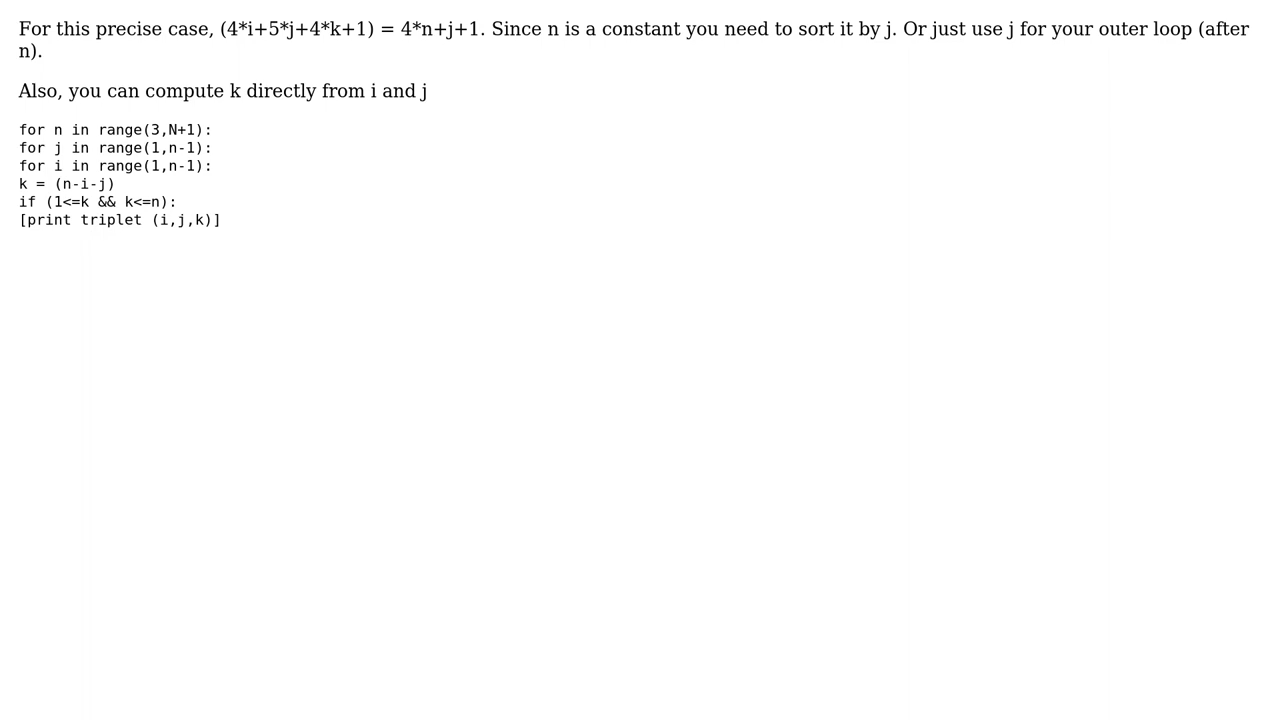 For this precise case, (4*i+5*j+4*k+1) = 4*n+j+1. Since n is a constant you need to sort it by j. Or just use j for your outer loop (after
n).
Also, you can compute k directly from i and j
for n in range(3,N+1):
for j in range(1,n-1):
for i in range(1,n-1):
k = (n-i-j)
if (1<=k && k<=n):
[print triplet (i,j,k)]